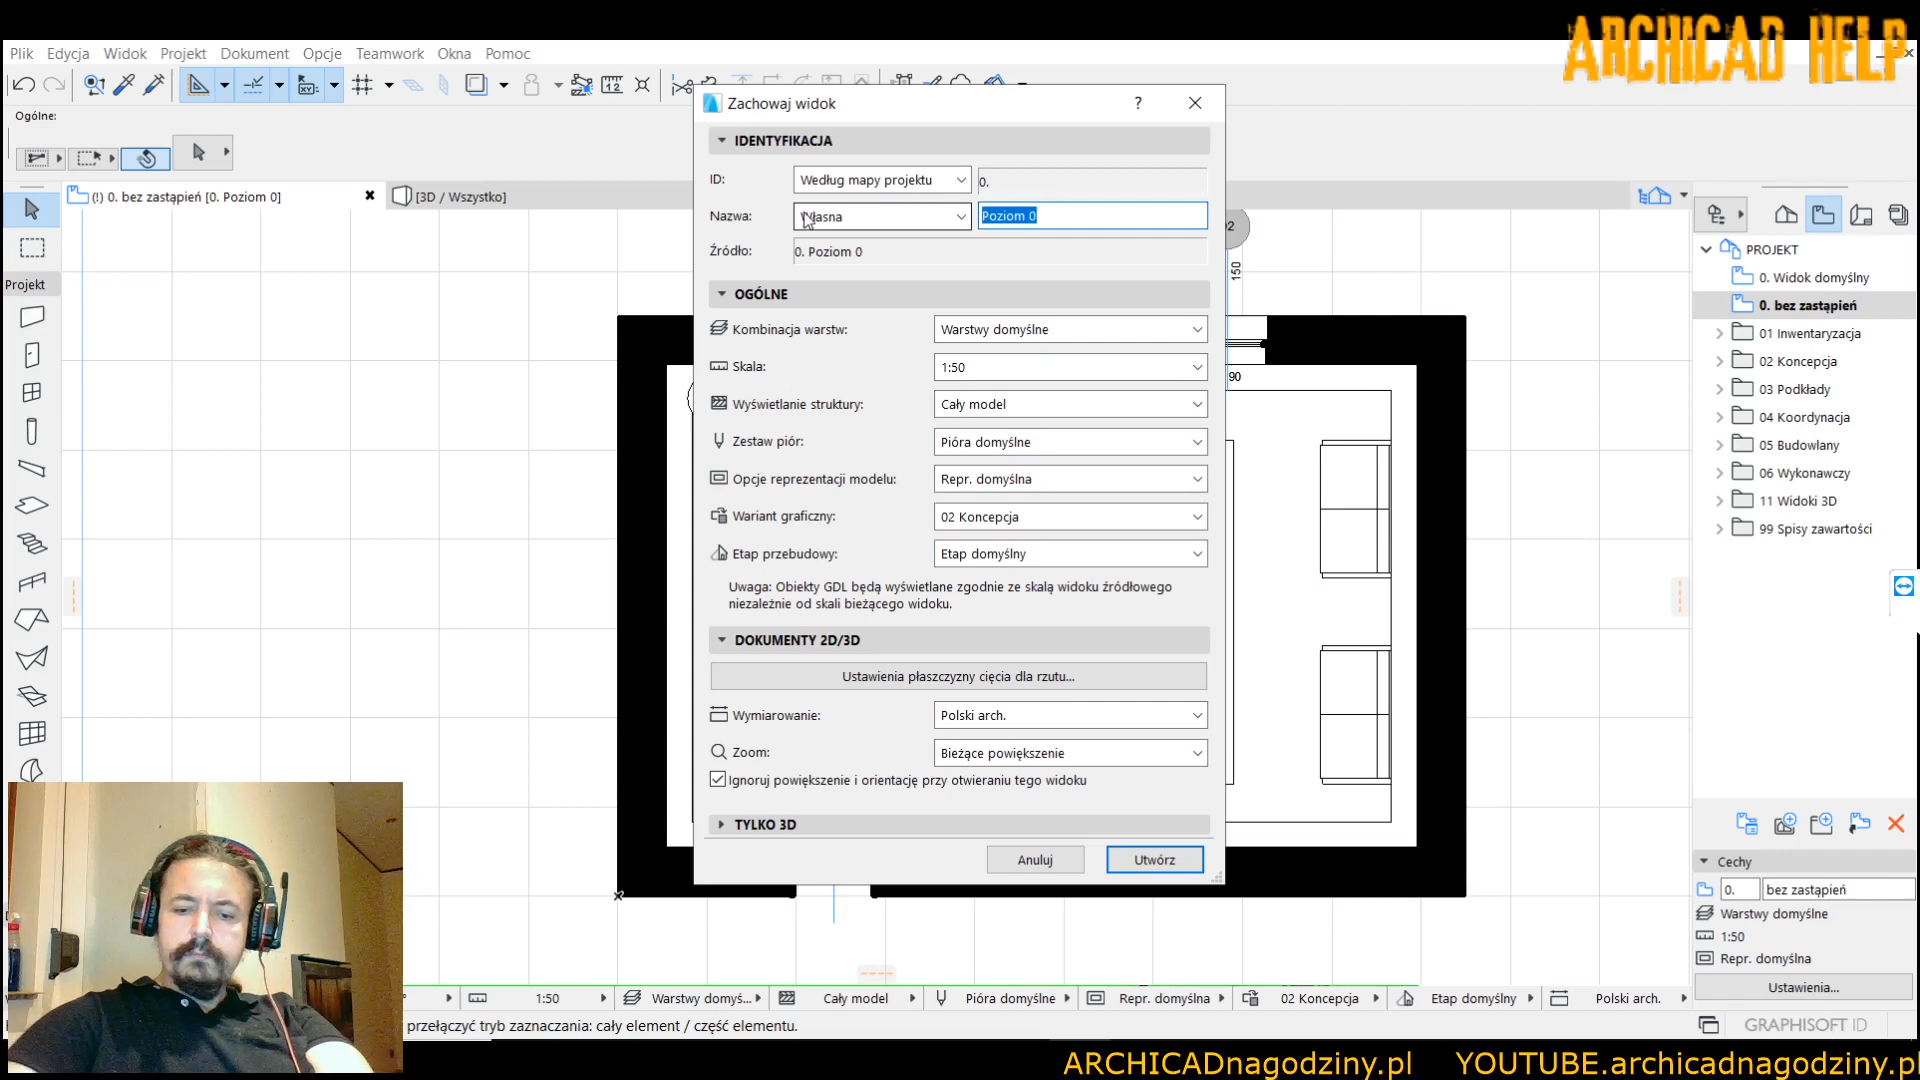 ARCHICAD HELP
Plik Edycja Widok Projekt Dokument Opcje Teamwork Okna Pomoc
Ogólne:
(!) 0. bez zastąpień [0. Poziom 0]
[3D / Wszystko]
Projekt
Zachowaj widok
?
IDENTYFIKACJA
ID: Według mapy projektu 0.
Nazwa: Własna Poziom 0
Źródło: 0. Poziom 0
OGÓLNE
Kombinacja warstw: Warstwy domyślne
Skala: 1:50
Wyświetlanie struktury: Cały model
Zestaw piór: Pióra domyślne
Opcje reprezentacji modelu: Repr. domyślna
Wariant graficzny: 02 Koncepcja
Etap przebudowy: Etap domyślny
Uwaga: Obiekty GDL będą wyświetlane zgodnie ze skalą widoku źródłowego
niezależnie od skali bieżącego widoku.
DOKUMENTY 2D/3D
Ustawienia płaszczyzny cięcia dla rzutu...
Wymiarowanie: Polski arch.
Zoom: Bieżące powiększenie
Ignoruj powiększenie i orientację przy otwieraniu tego widoku
TYLKO 3D
Anuluj Utwórz
2
150
90
PROJEKT
0. Widok domyślny
0. bez zastąpień
01 Inwentaryzacja
02 Koncepcja
03 Podkłady
04 Koordynacja
05 Budowlany
06 Wykonawczy
11 Widoki 3D
99 Spisy zawartości
Cechy
0. bez zastąpień
Warstwy domyślne
1:50
Repr. domyślna
Ustawienia...
1:50 Warstwy domyś... Cały model Pióra domyślne Repr. domyślna 02 Koncepcja Etap domyślny Polski arch.
przełączyć tryb zaznaczania: cały element / część elementu.
GRAPHISOFT ID
ARCHICADnagodziny.pl YOUTUBE.archicadnagodziny.pl